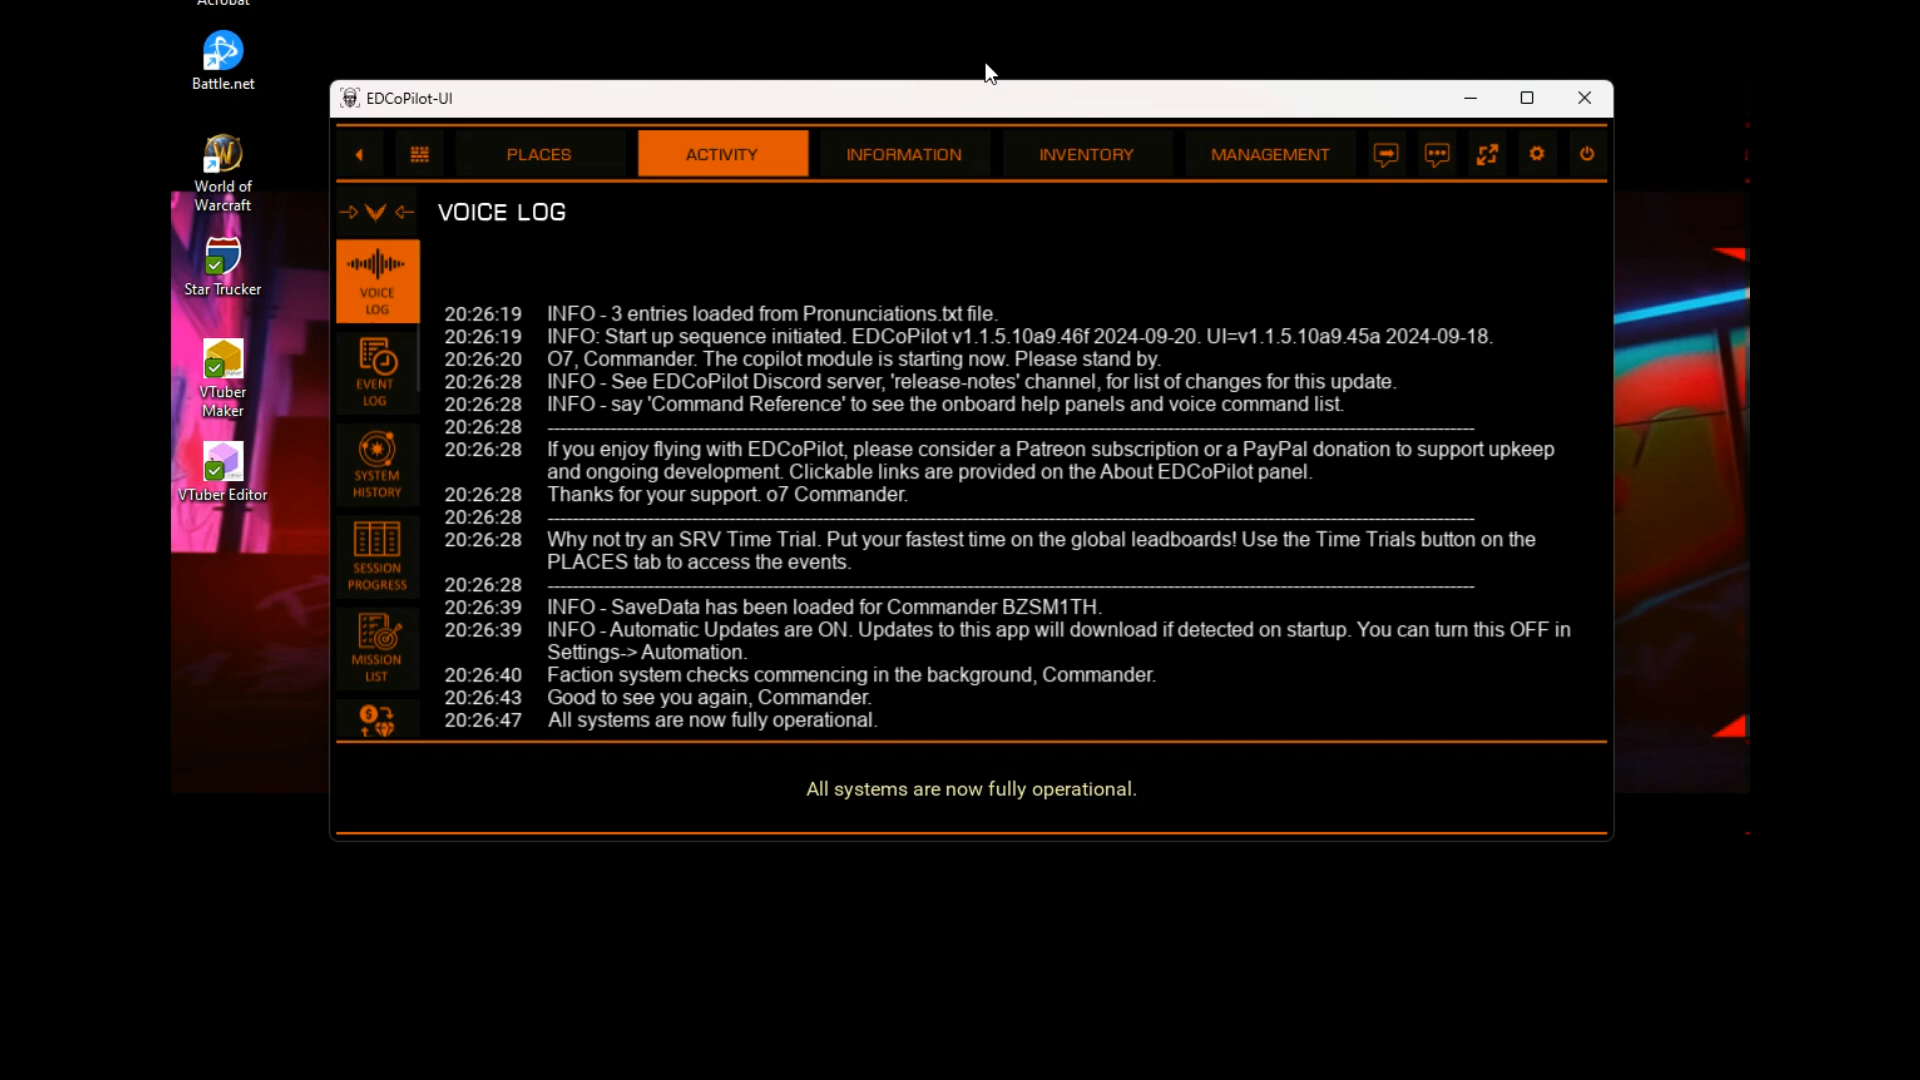 Acrobat
Battle.net
World of
Warcraft
Star Trucker
VTuber
Maker
VTuber Editor
EDCoPilot-UI
PLACES
ACTIVITY
INFORMATION
INVENTORY
MANAGEMENT
VOICE LOG
VOICE
LOG
EVENT
LOG
SYSTEM
HISTORY
SESSION
PROGRESS
MISSION
LIST
20:26:19 INFO - 3 entries loaded from Pronunciations.txt file.
20:26:19 INFO: Start up sequence initiated. EDCoPilot v1.1.5.10a9.46f 2024-09-20. UI=v1.1.5.10a9.45a 2024-09-18.
20:26:20 O7, Commander. The copilot module is starting now. Please stand by.
20:26:28 INFO - See EDCoPilot Discord server, 'release-notes' channel, for list of changes for this update.
20:26:28 INFO - say 'Command Reference' to see the onboard help panels and voice command list.
20:26:28
20:26:28 If you enjoy flying with EDCoPilot, please consider a Patreon subscription or a PayPal donation to support upkeep
and ongoing development. Clickable links are provided on the About EDCoPilot panel.
20:26:28 Thanks for your support. o7 Commander.
20:26:28
20:26:28 Why not try an SRV Time Trial. Put your fastest time on the global leadboards! Use the Time Trials button on the
PLACES tab to access the events.
20:26:28
20:26:39 INFO - SaveData has been loaded for Commander BZSM1TH.
20:26:39 INFO - Automatic Updates are ON. Updates to this app will download if detected on startup. You can turn this OFF in
Settings-> Automation.
20:26:40 Faction system checks commencing in the background, Commander.
20:26:43 Good to see you again, Commander.
20:26:47 All systems are now fully operational.
All systems are now fully operational.